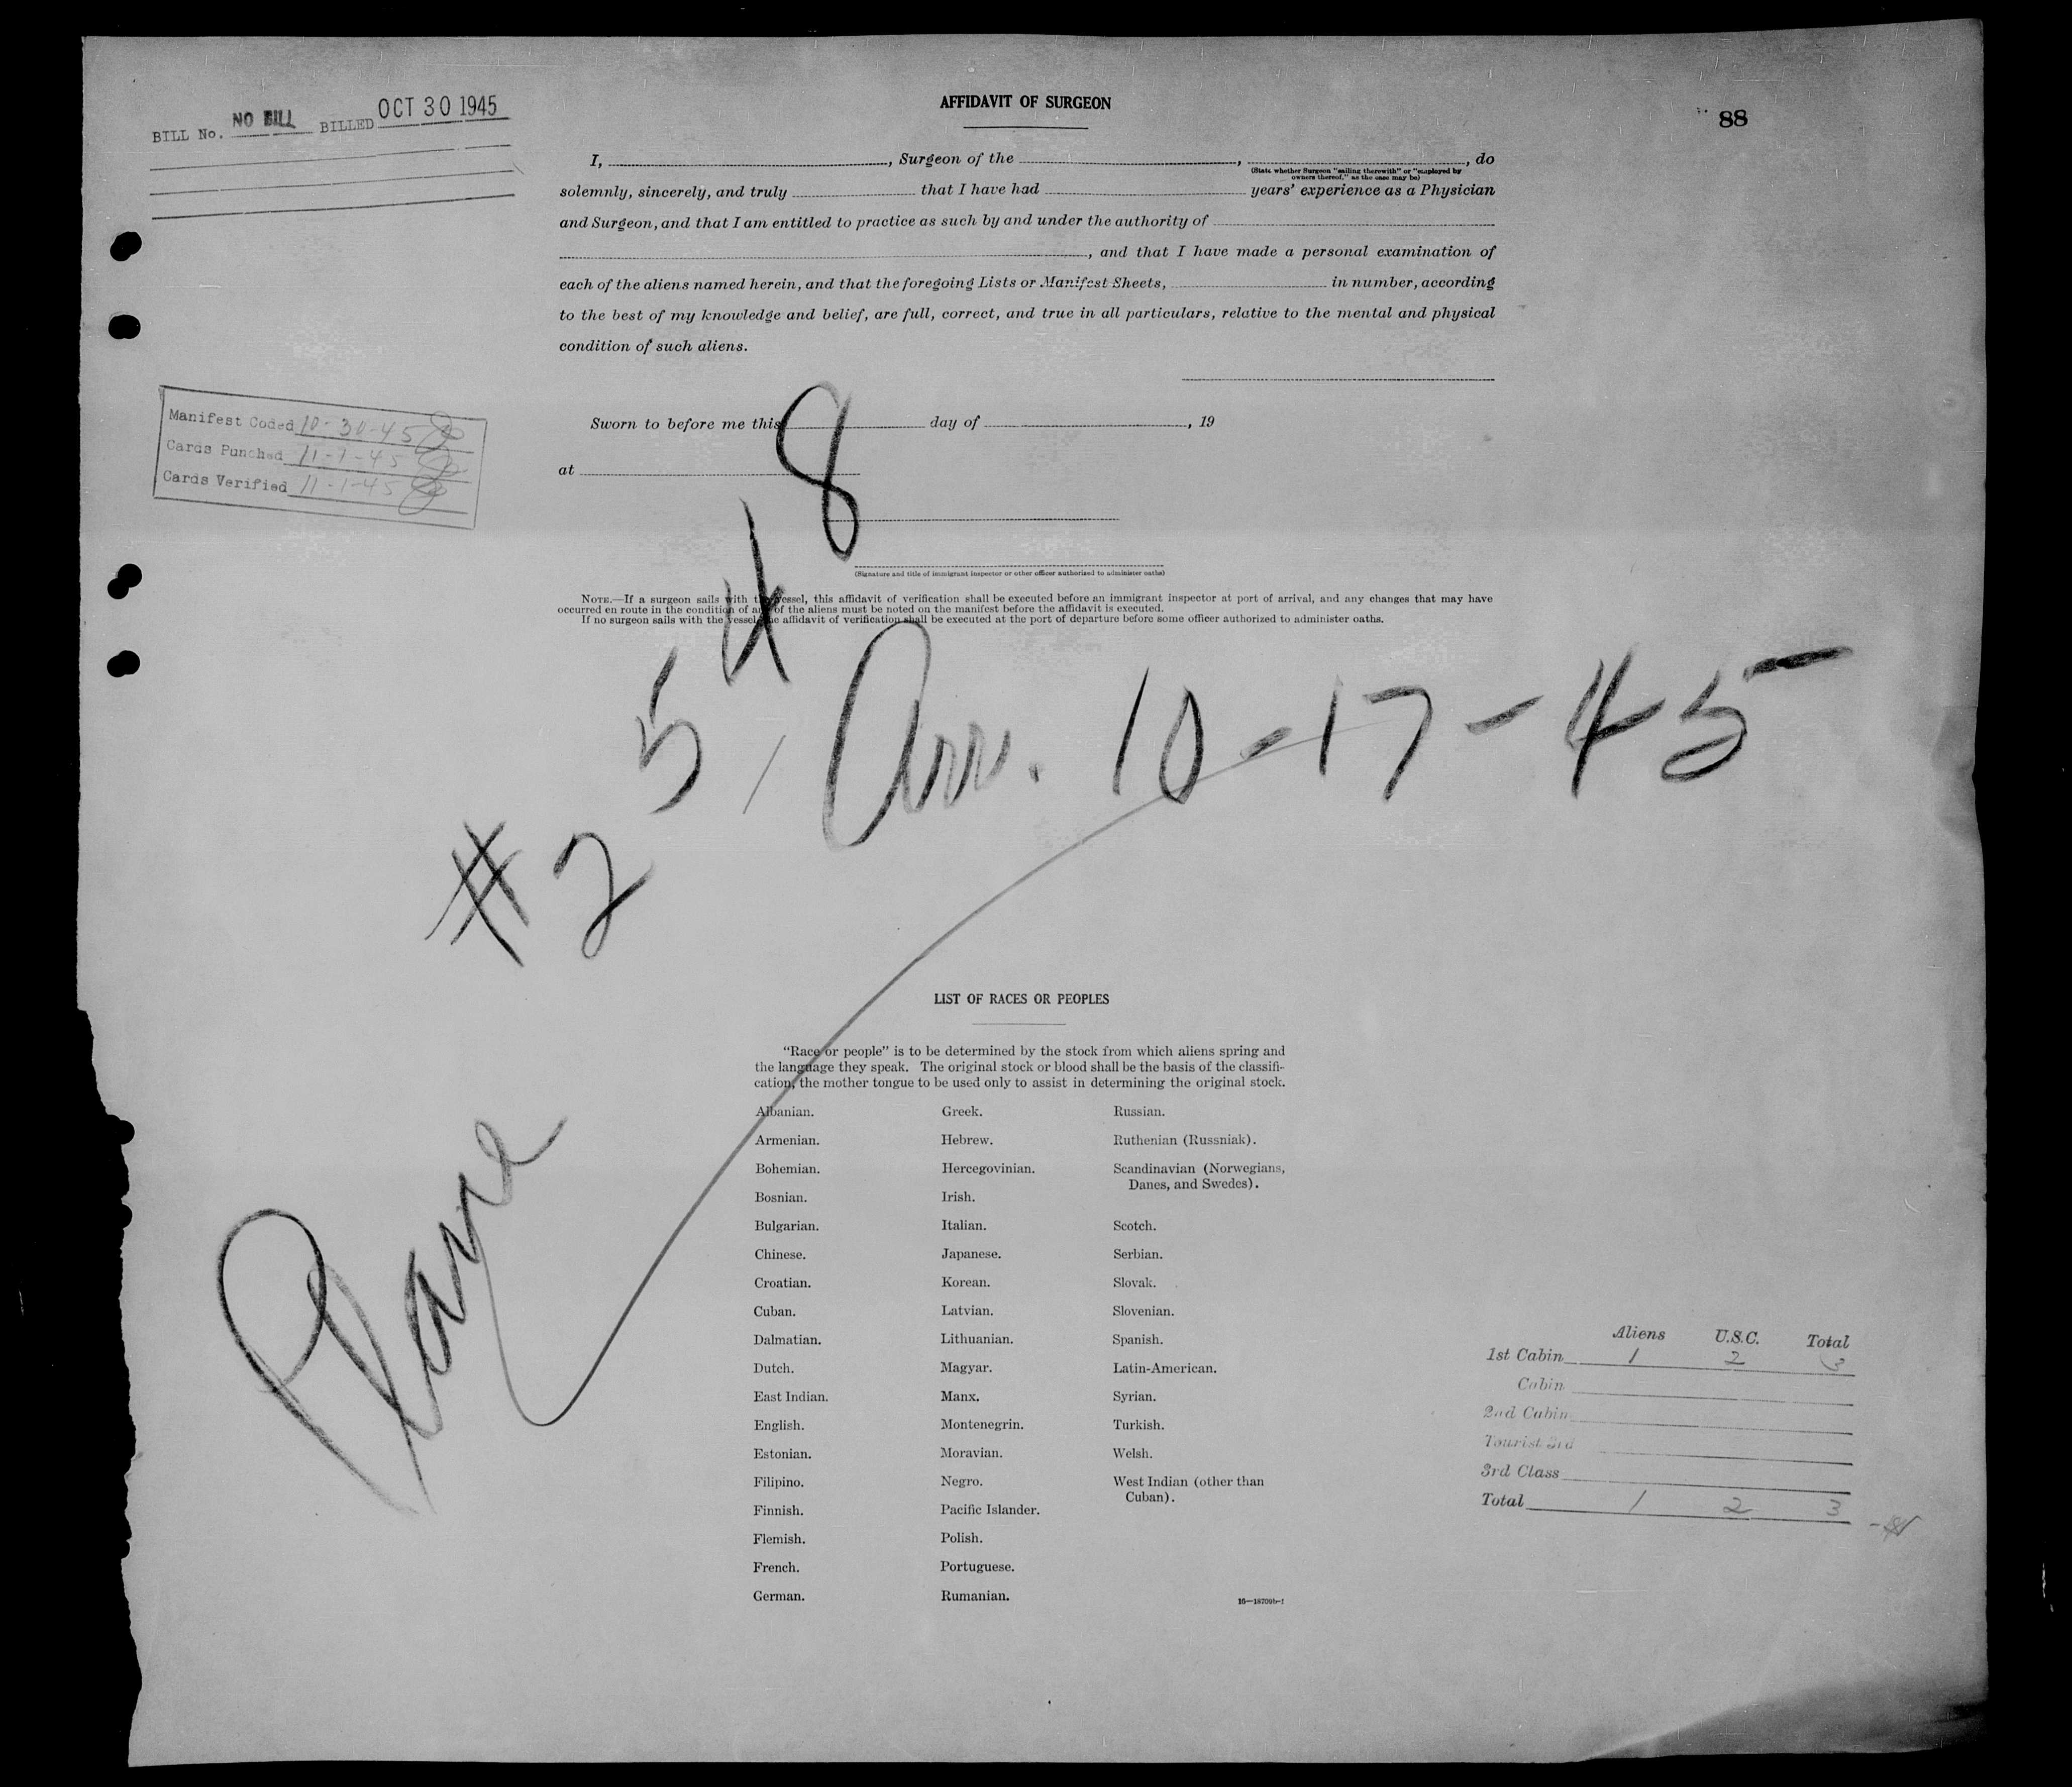 BILL No. NO BILL BILLED OCT 30 1945
AFFIDAVIT OF SURGEON
88
I, , Surgeon of the , , do
(State whether Surgeon "sailing therewith" or "employed by
owners thereof," as the case may be)
solemnly, sincerely, and truly that I have had years' experience as a Physician
and Surgeon, and that I am entitled to practice as such by and under the authority of
, and that I have made a personal examination of
each of the aliens named herein, and that the foregoing Lists or Manifest Sheets, in number, according
to the best of my knowledge and belief, are full, correct, and true in all particulars, relative to the mental and physical
condition of such aliens.
Manifest Coded 10-30-45
Cards Punched 11-1-45
Cards Verified 11-1-45
Sworn to before me this day of , 19
at
(Signature and title of immigrant inspector or other officer authorized to administer oaths)
NOTE.—If a surgeon sails with the vessel, this affidavit of verification shall be executed before an immigrant inspector at port of arrival, and any changes that may have
occurred en route in the condition of any of the aliens must be noted on the manifest before the affidavit is executed.
If no surgeon sails with the vessel, the affidavit of verification shall be executed at the port of departure before some officer authorized to administer oaths.
Plane #2548
Arr. 10-17-45
LIST OF RACES OR PEOPLES
"Race or people" is to be determined by the stock from which aliens spring and
the language they speak. The original stock or blood shall be the basis of the classifi-
cation, the mother tongue to be used only to assist in determining the original stock.
Albanian.
Armenian.
Bohemian.
Bosnian.
Bulgarian.
Chinese.
Croatian.
Cuban.
Dalmatian.
Dutch.
East Indian.
English.
Estonian.
Filipino.
Finnish.
Flemish.
French.
German.
Greek.
Hebrew.
Hercegovinian.
Irish.
Italian.
Japanese.
Korean.
Latvian.
Lithuanian.
Magyar.
Manx.
Montenegrin.
Moravian.
Negro.
Pacific Islander.
Polish.
Portuguese.
Rumanian.
Russian.
Ruthenian (Russniak).
Scandinavian (Norwegians,
Danes, and Swedes).
Scotch.
Serbian.
Slovak.
Slovenian.
Spanish.
Latin-American.
Syrian.
Turkish.
Welsh.
West Indian (other than
Cuban).
Aliens U.S.C. Total
1st Cabin 1 2 3
Cabin
2nd Cabin
Tourist 3rd
3rd Class
Total 1 2 3